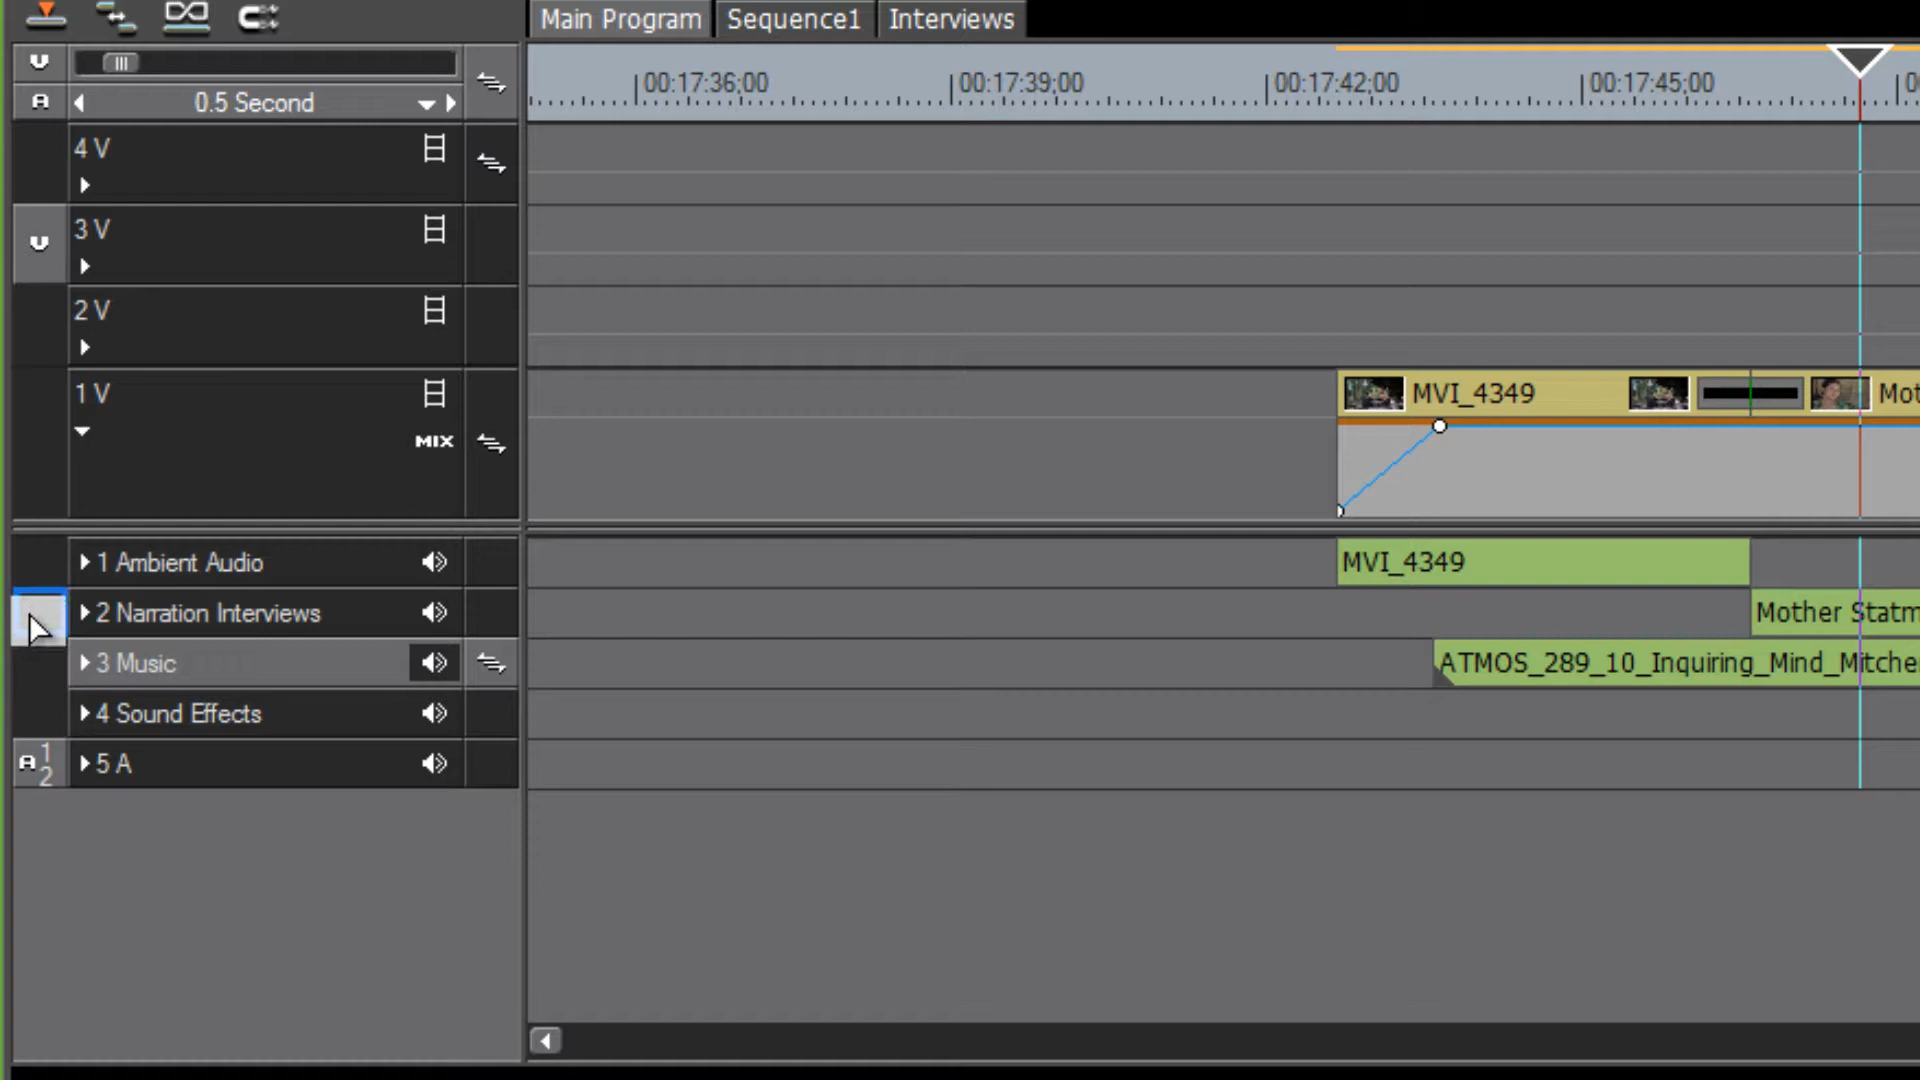 Main Program Sequence1 Interviews
V
A 0.5 Second
00:17:36;00 00:17:39;00 00:17:42;00 00:17:45;00
4 V
V 3 V
2 V
1 V MVI_4349
MIX
1 Ambient Audio MVI_4349
2 Narration Interviews Mother Statm
3 Music ATMOS_289_10_Inquiring_Mind_Mitche
4 Sound Effects
A 1 2 5 A